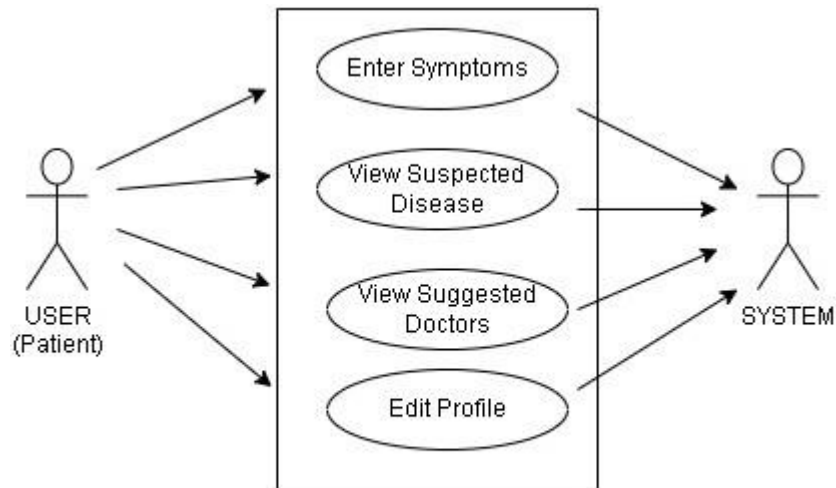 Enter Symptoms
View Suspected
Disease
View Suggested
Doctors
Edit Profile
USER
(Patient)
SYSTEM